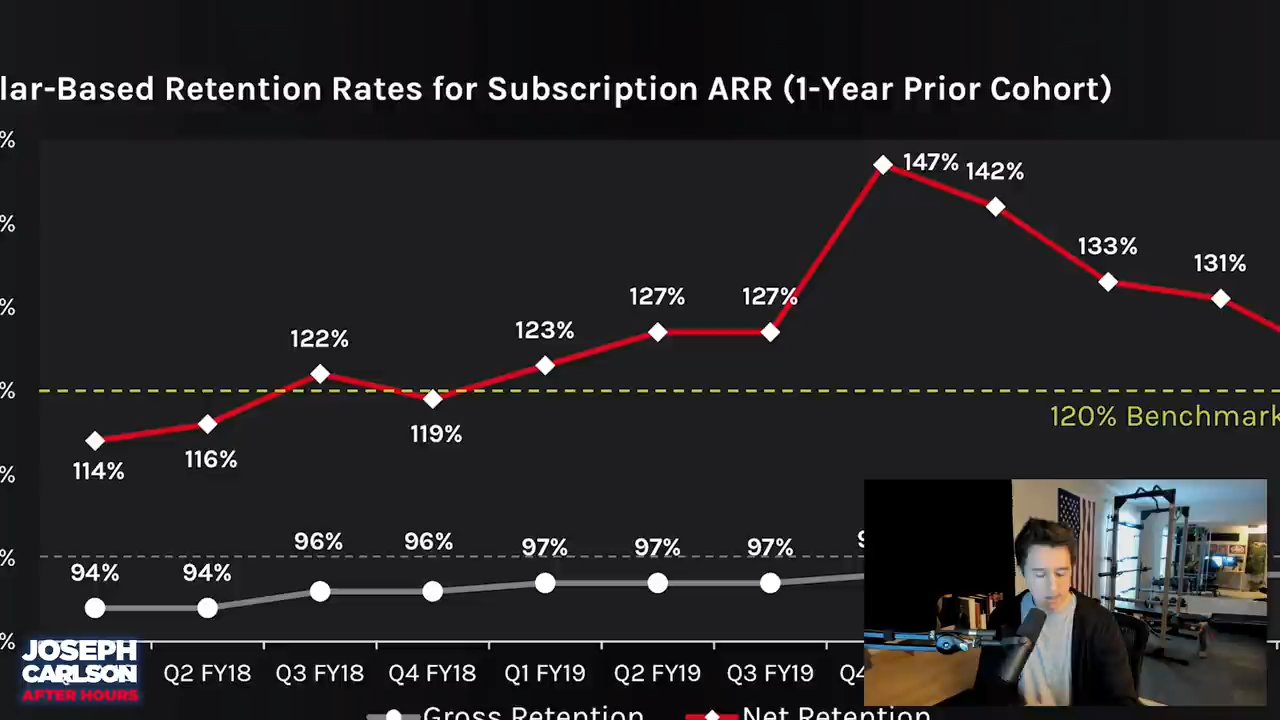 lar-Based Retention Rates for Subscription ARR (1-Year Prior Cohort)
%
%
%
%
%
%
%
147%
142%
133%
131%
127%
127%
122%
123%
119%
114%
116%
120% Benchmark
94%
94%
96%
96%
97%
97%
97%
9
Q2 FY18
Q3 FY18
Q4 FY18
Q1 FY19
Q2 FY19
Q3 FY19
Q4
Gross Retention
Net Retention
JOSEPH
CARLSON
AFTER HOURS